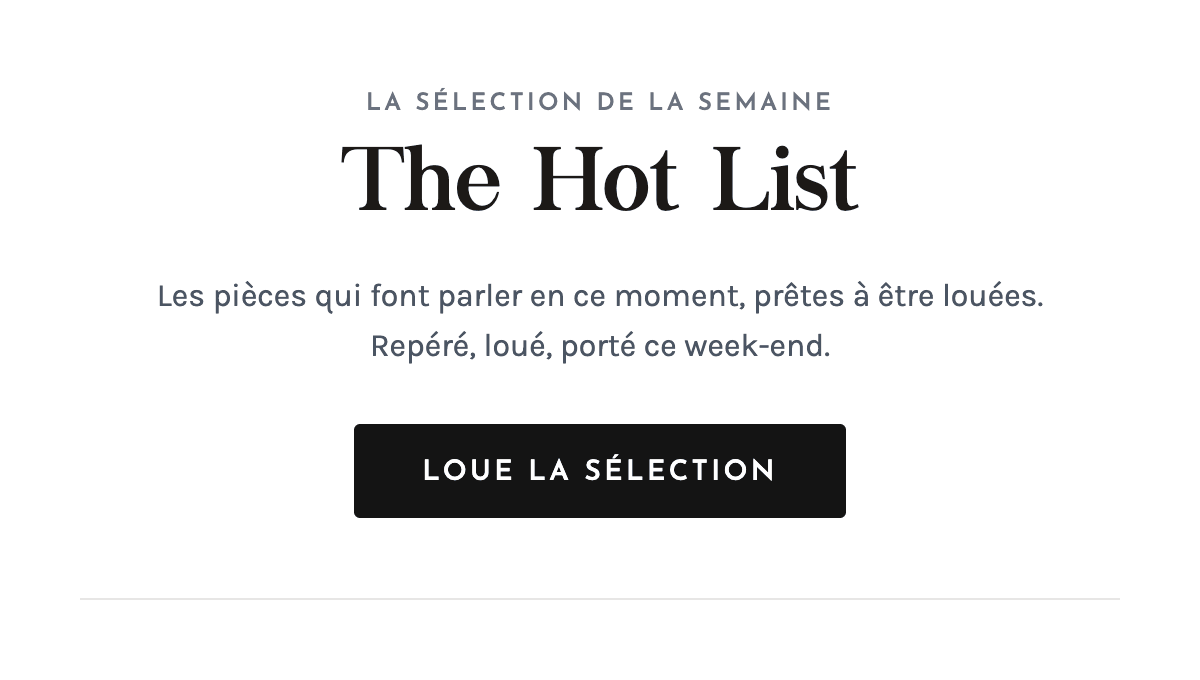 LA SÉLECTION DE LA SEMAINE
The Hot List
Les pièces qui font parler en ce moment, prêtes à être louées.
Repéré, loué, porté ce week-end.
LOUE LA SÉLECTION